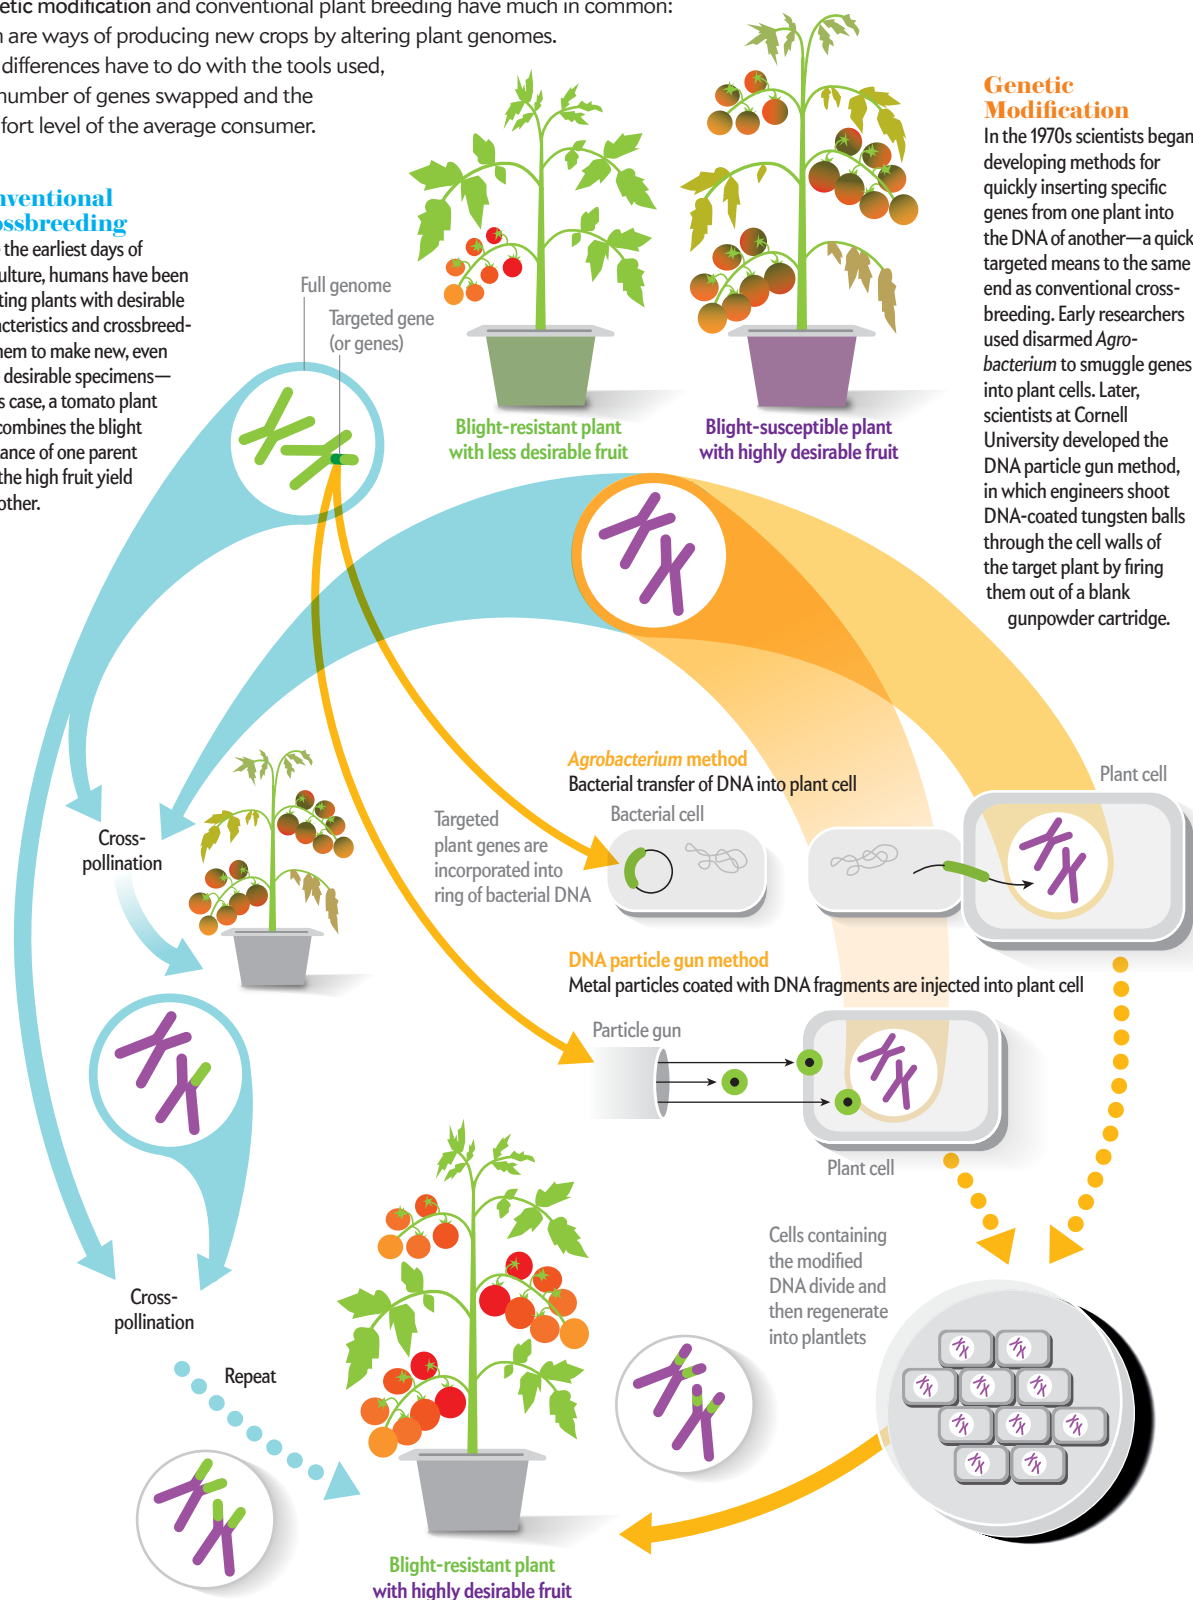 etic modification and conventional plant breeding have much in common:
are ways of producing new crops by altering plant genomes.
differences have to do with the tools used,
number of genes swapped and the
fort level of the average consumer.
nventional
ssbreeding
the earliest days of
ulture, humans have been
ting plants with desirable
acteristics and crossbreed-
hem to make new, even
desirable specimens—
s case, a tomato plant
combines the blight
ance of one parent
the high fruit yield
other.
Full genome
Targeted gene
(or genes)
Blight-resistant plant
with less desirable fruit
Blight-susceptible plant
with highly desirable fruit
Genetic
Modification
In the 1970s scientists began
developing methods for
quickly inserting specific
genes from one plant into
the DNA of another—a quick
targeted means to the same
end as conventional cross-
breeding. Early researchers
used disarmed Agro-
bacterium to smuggle genes
into plant cells. Later,
scientists at Cornell
University developed the
DNA particle gun method,
in which engineers shoot
DNA-coated tungsten balls
through the cell walls of
the target plant by firing
them out of a blank
gunpowder cartridge.
Cross-
pollination
Agrobacterium method
Bacterial transfer of DNA into plant cell
Targeted
plant genes are
incorporated into
ring of bacterial DNA
Bacterial cell
Plant cell
DNA particle gun method
Metal particles coated with DNA fragments are injected into plant cell
Particle gun
Plant cell
Cells containing
the modified
DNA divide and
then regenerate
into plantlets
Cross-
pollination
Repeat
Blight-resistant plant
with highly desirable fruit